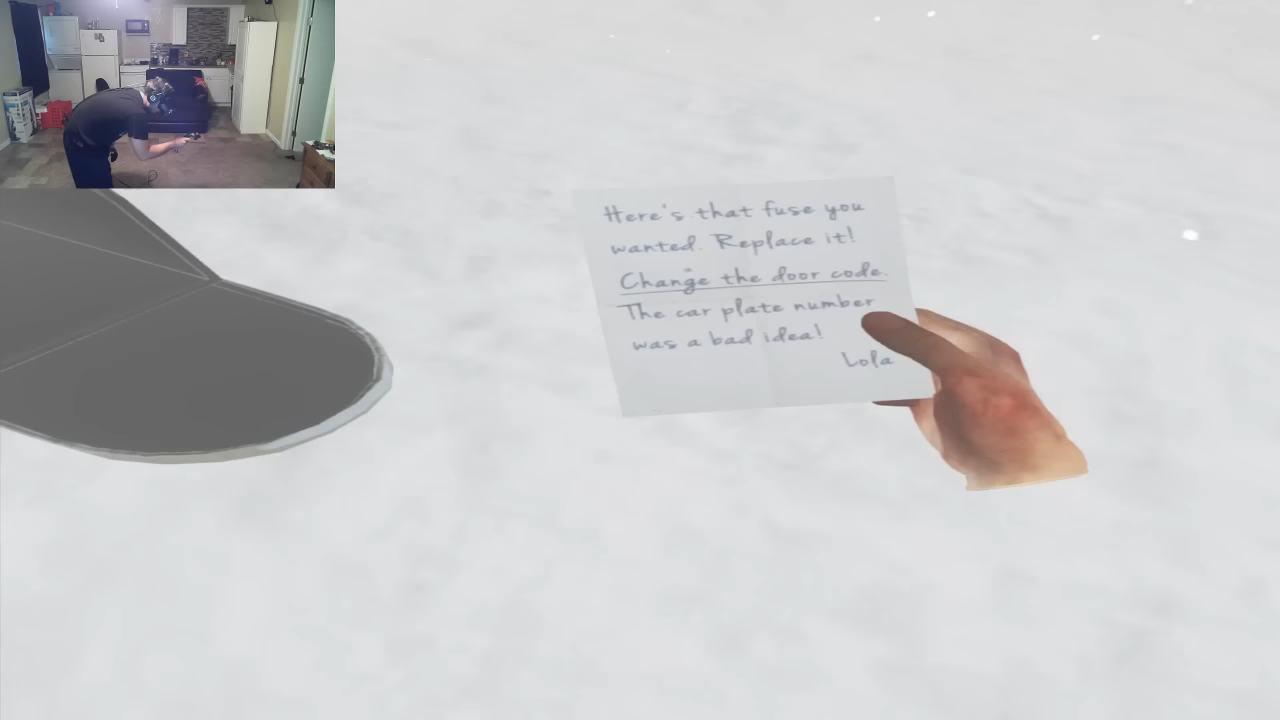 Here's that fuse you
wanted. Replace it!
Change the door code.
The car plate number
was a bad idea!
Lola